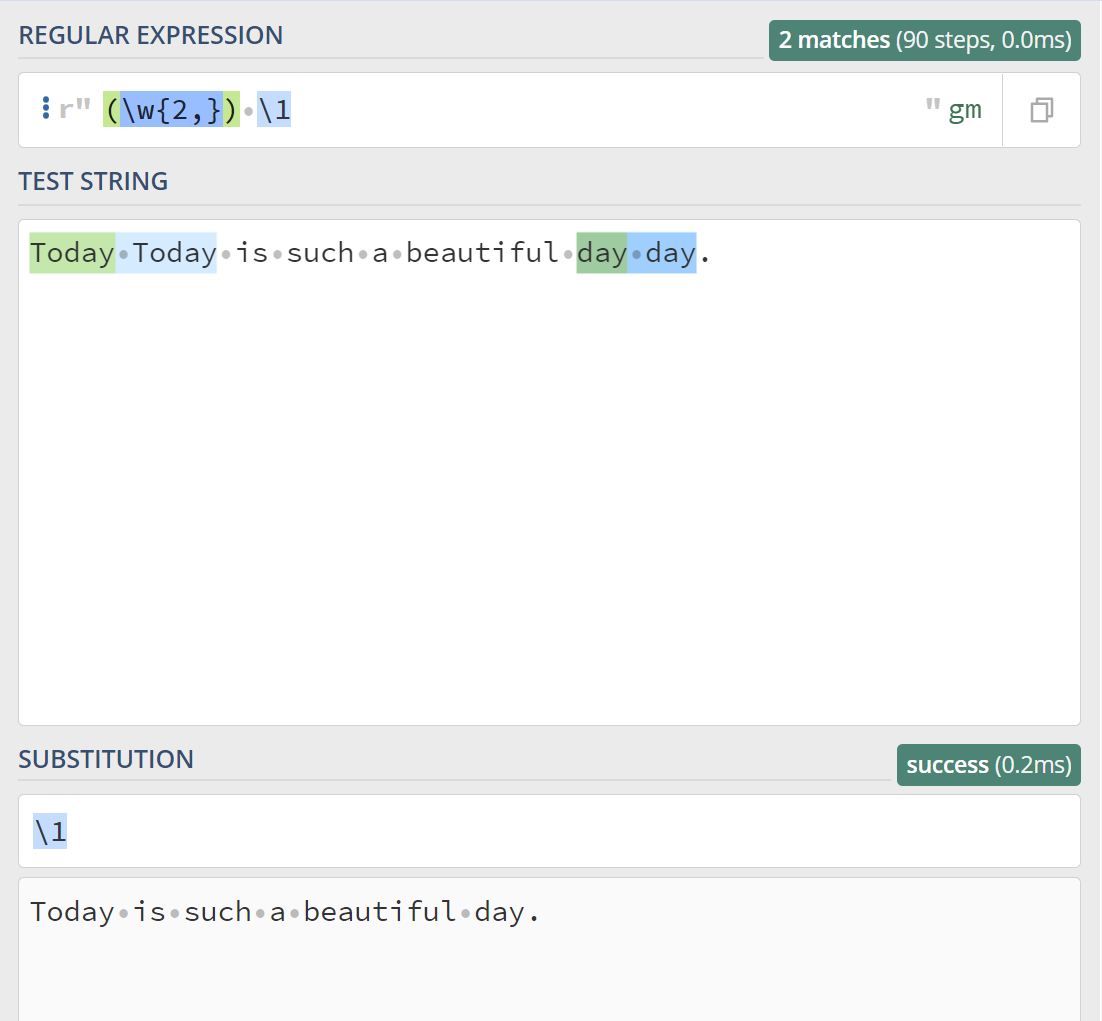 REGULAR EXPRESSION
2 matches (90 steps, 0.0ms)
r" (\w{2,})·\1 " gm
TEST STRING
Today·Today·is·such·a·beautiful·day·day.
SUBSTITUTION
success (0.2ms)
\1
Today·is·such·a·beautiful·day.